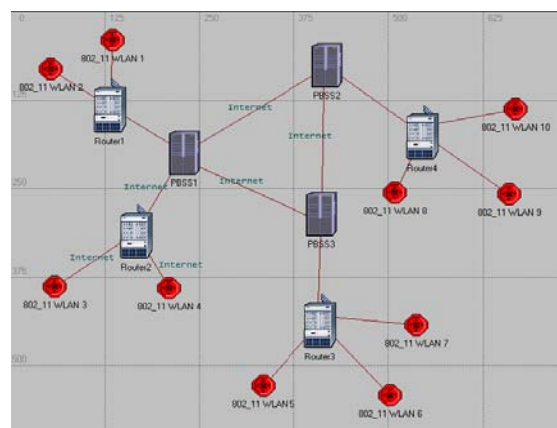 0 125 250 375 500 625
802_11 WLAN 1
802_11 WLAN 2
PBSS2
Internet
125
Router1
Internet
802_11 WLAN 10
Router4
PBSS1
Internet
Internet
250
802_11 WLAN 8
802_11 WLAN 9
PBSS3
Internet
Internet
Router2
375
802_11 WLAN 3
802_11 WLAN 4
802_11 WLAN 7
Router3
500
802_11 WLAN 5
802_11 WLAN 6